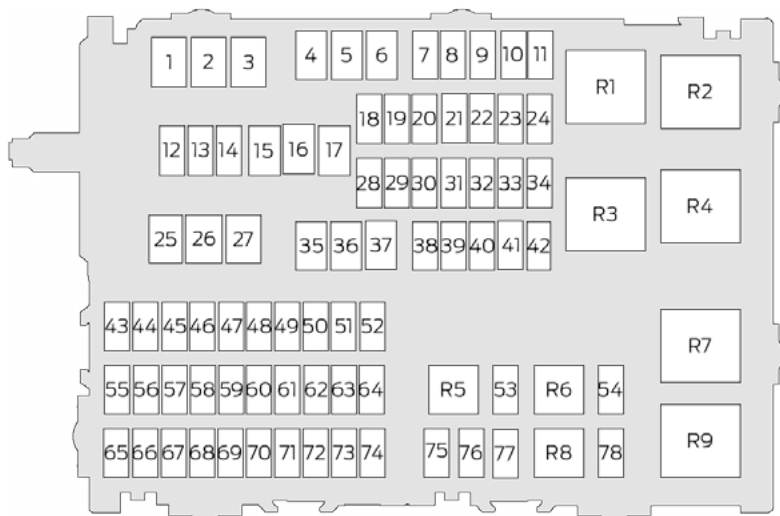 1 2 3 4 5 6 7 8 9 10 11 R1 R2
18 19 20 21 22 23 24
12 13 14 15 16 17
28 29 30 31 32 33 34 R3 R4
25 26 27 35 36 37 38 39 40 41 42
43 44 45 46 47 48 49 50 51 52 R7
55 56 57 58 59 60 61 62 63 64 R5 53 R6 54
65 66 67 68 69 70 71 72 73 74 75 76 77 R8 78 R9